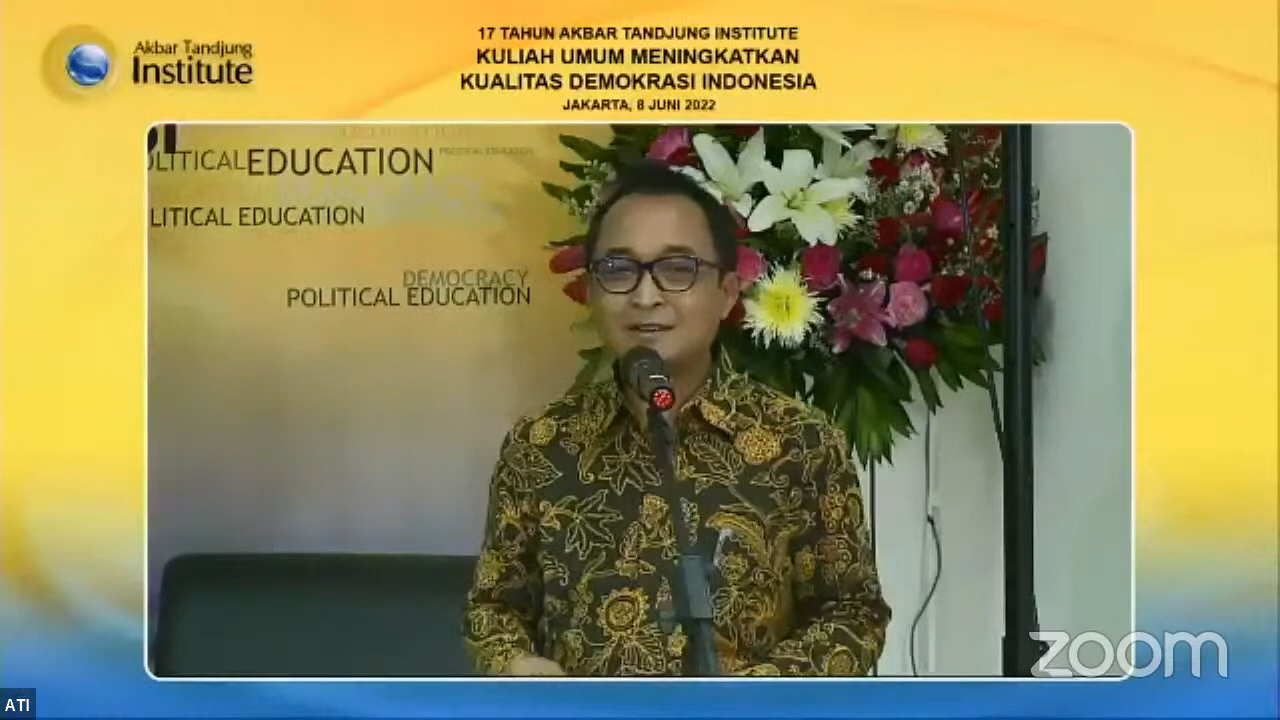 Akbar Tandjung
Institute
17 TAHUN AKBAR TANDJUNG INSTITUTE
KULIAH UMUM MENINGKATKAN
KUALITAS DEMOKRASI INDONESIA
JAKARTA, 8 JUNI 2022
POLITICAL EDUCATION
EDUCATION
LITICAL EDUCATION
DEMOCRACY
POLITICAL EDUCATION
zoom
ATI